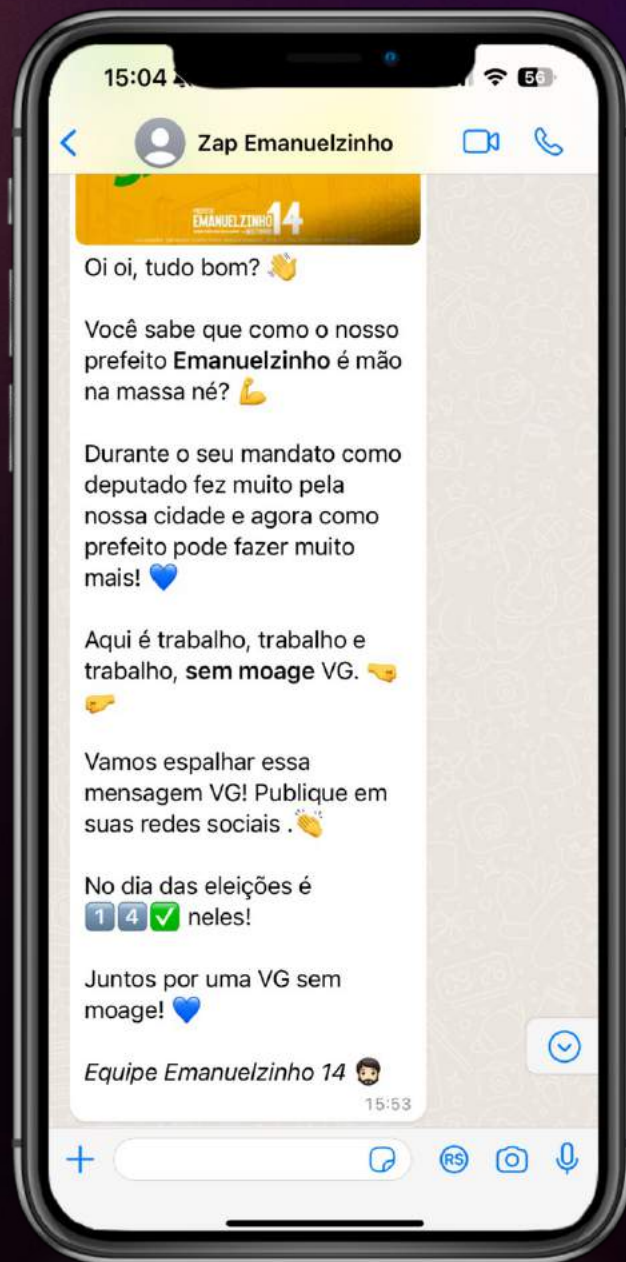 15:04
56
Zap Emanuelzinho
EMANUELZINHO 14
Oi oi, tudo bom? 👋
Você sabe que como o nosso
prefeito Emanuelzinho é mão
na massa né? 💪
Durante o seu mandato como
deputado fez muito pela
nossa cidade e agora como
prefeito pode fazer muito
mais! 💙
Aqui é trabalho, trabalho e
trabalho, sem moage VG. 🤜
🤛
Vamos espalhar essa
mensagem VG! Publique em
suas redes sociais .👏
No dia das eleições é
1️⃣4️⃣✅ neles!
Juntos por uma VG sem
moage! 💙
Equipe Emanuelzinho 14 🧔🏻
15:53
RS